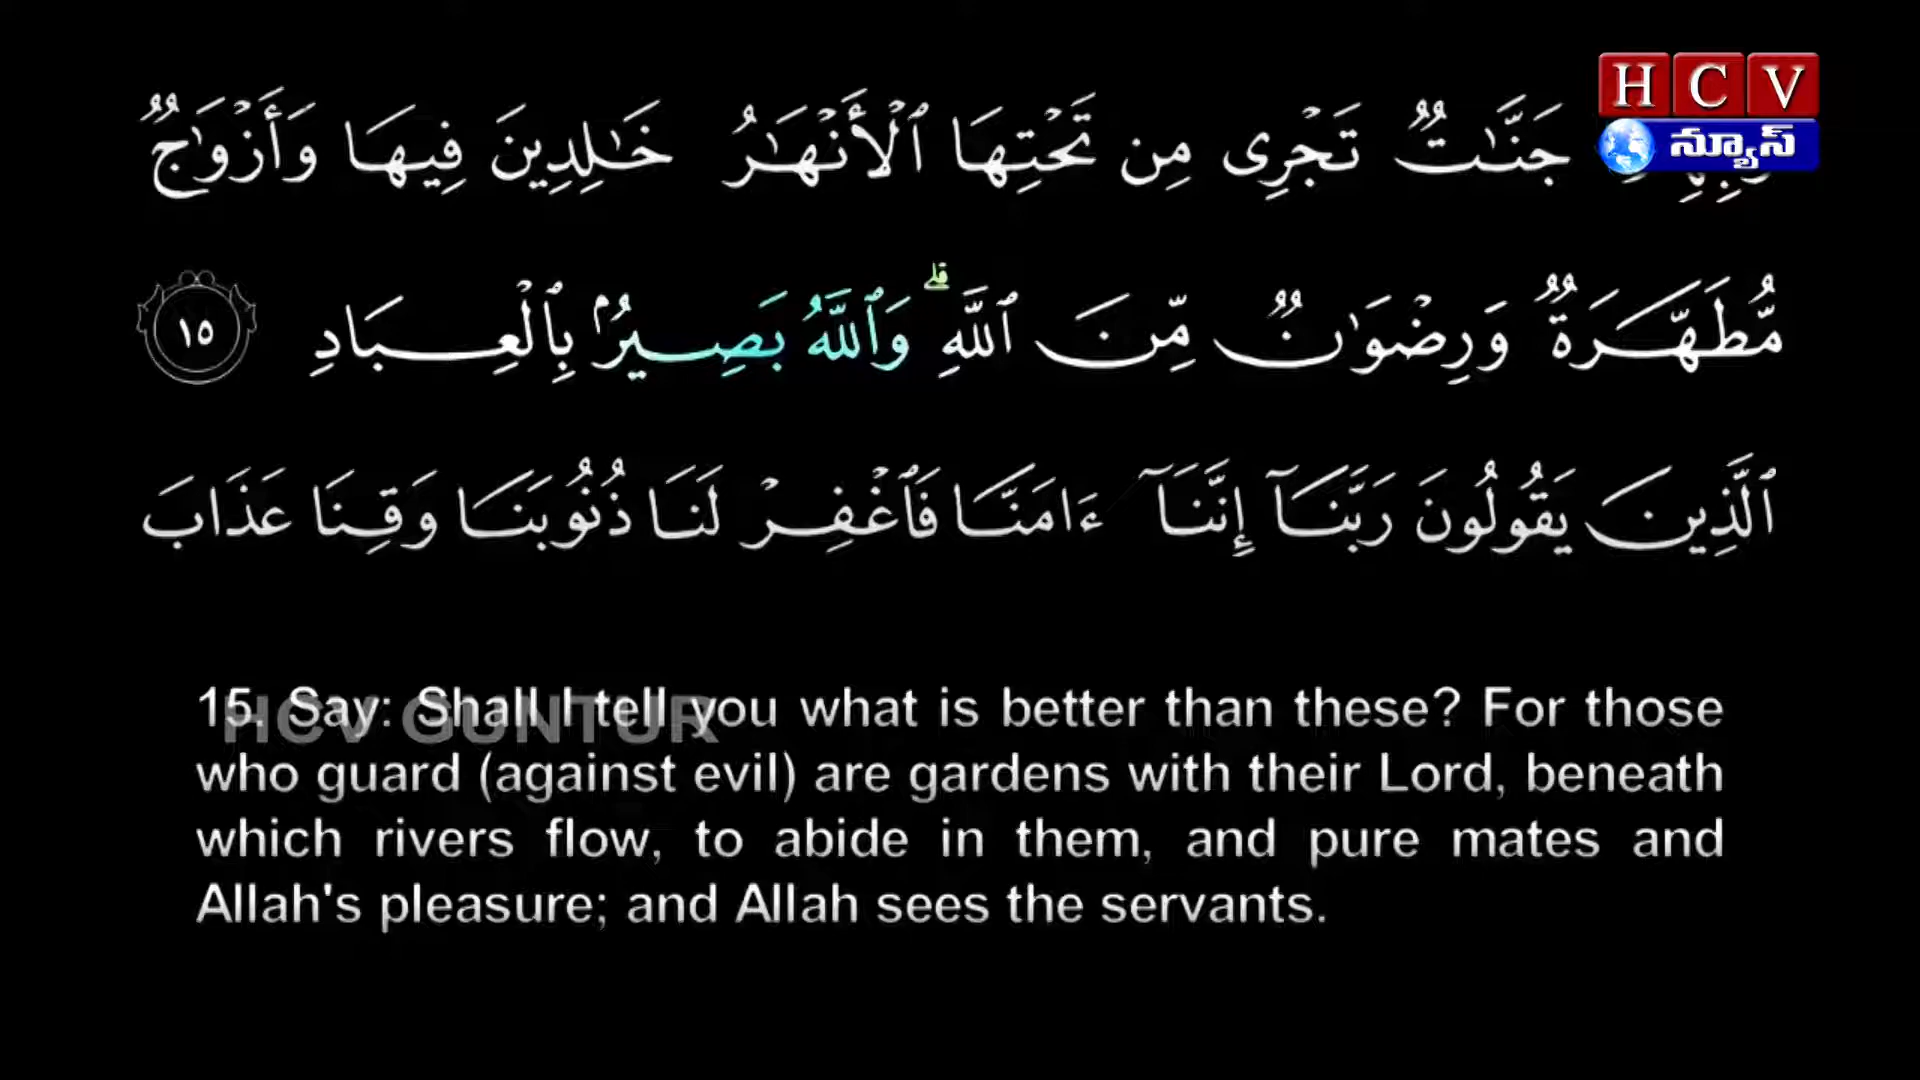 HCV
న్యూస్
جَنَّـٰتٌ تَجْرِى مِن تَحْتِهَا ٱلْأَنْهَـٰرُ خَـٰلِدِينَ فِيهَا وَأَزْوَٰجٌ
مُّطَهَّرَةٌ وَرِضْوَٰنٌ مِّنَ ٱللَّهِ ۗ وَٱللَّهُ بَصِيرٌۢ بِٱلْعِبَادِ ١٥
ٱلَّذِينَ يَقُولُونَ رَبَّنَآ إِنَّنَآ ءَامَنَّا فَٱغْفِرْ لَنَا ذُنُوبَنَا وَقِنَا عَذَابَ
15. Say: Shall I tell you what is better than these? For those
HCV GUNTUR
who guard (against evil) are gardens with their Lord, beneath
which rivers flow, to abide in them, and pure mates and
Allah's pleasure; and Allah sees the servants.